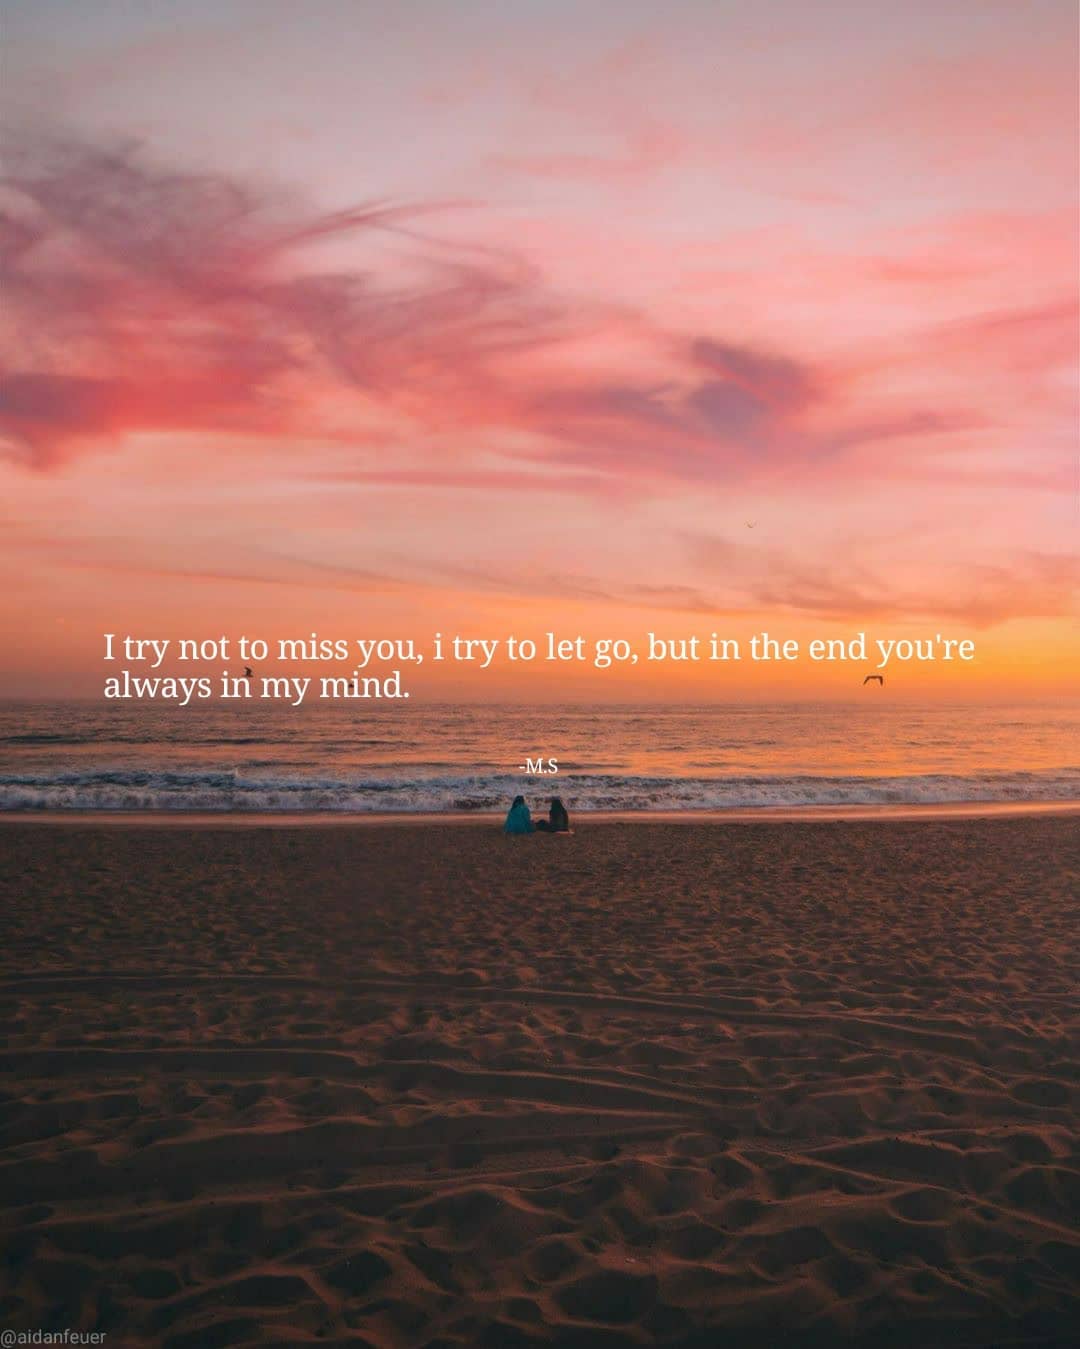 I try not to miss you, i try to let go, but in the end you're
always in my mind.
-M.S
@aidanfeuer